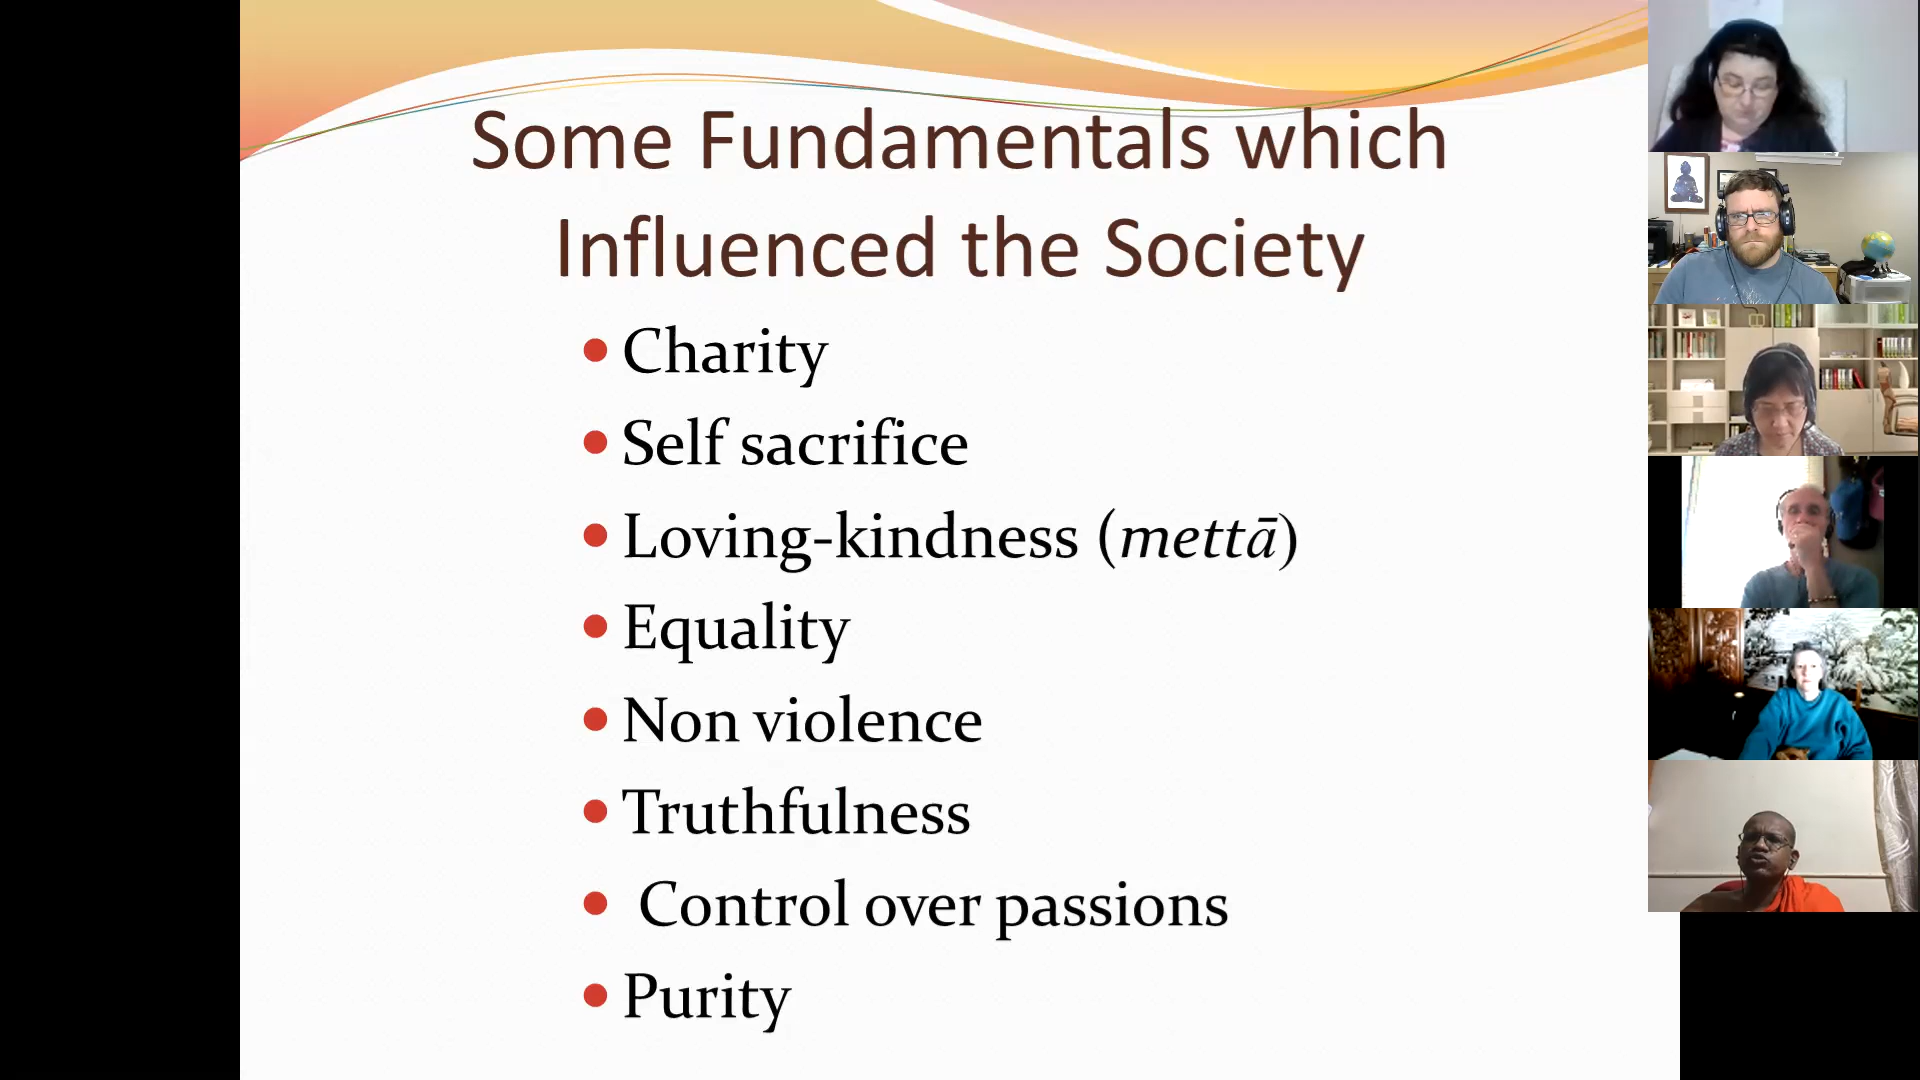 Some Fundamentals which
Influenced the Society
• Charity
• Self sacrifice
• Loving-kindness (mettā)
• Equality
• Non violence
• Truthfulness
• Control over passions
• Purity